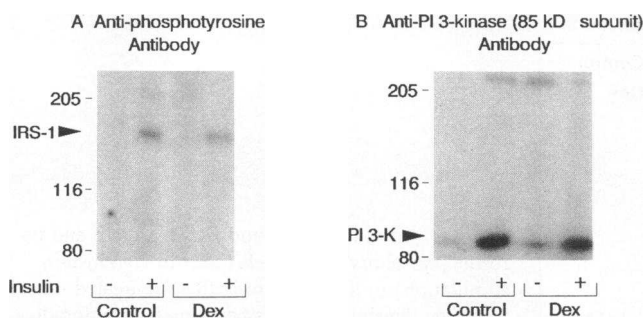 A Anti-phosphotyrosine
Antibody
205-
IRS-1
116-
80-
Insulin
- + - +
Control Dex
B Anti-PI 3-kinase (85 kD subunit)
Antibody
205-
116-
PI 3-K
80-
- + - +
Control Dex